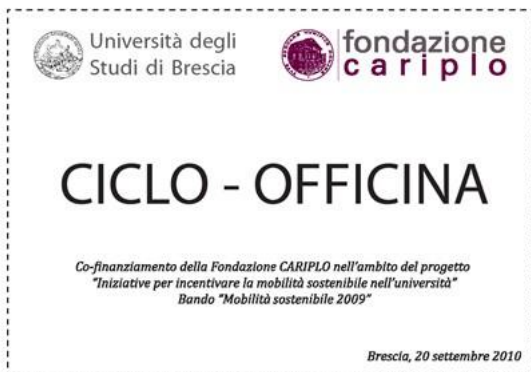 Università degli
Studi di Brescia
fondazione
cariplo
CICLO - OFFICINA
Co-finanziamento della Fondazione CARIPLO nell'ambito del progetto
"Iniziative per incentivare la mobilità sostenibile nell'università"
Bando "Mobilità sostenibile 2009"
Brescia, 20 settembre 2010